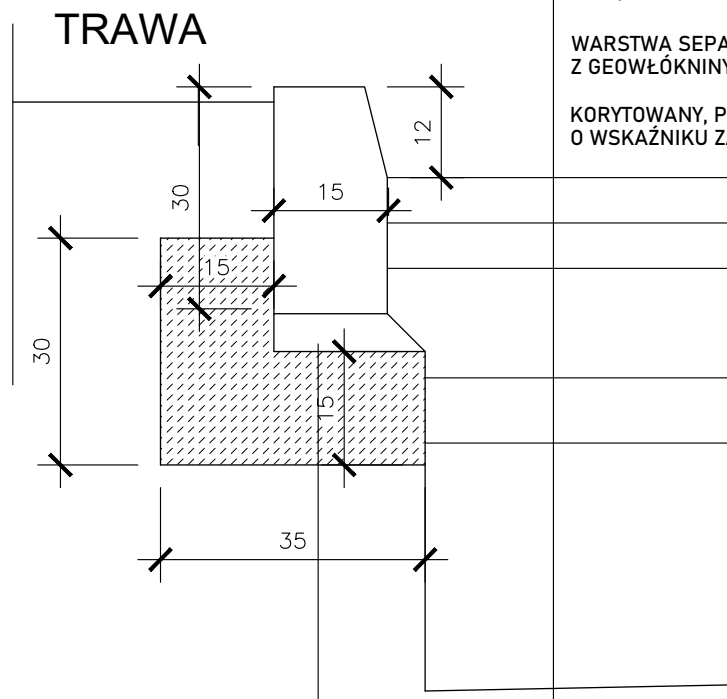 TRAWA
WARSTWA SEPA
Z GEOWŁÓKNINY
KORYTOWANY, P
O WSKAŹNIKU Z
12
30
15
15
30
15
35